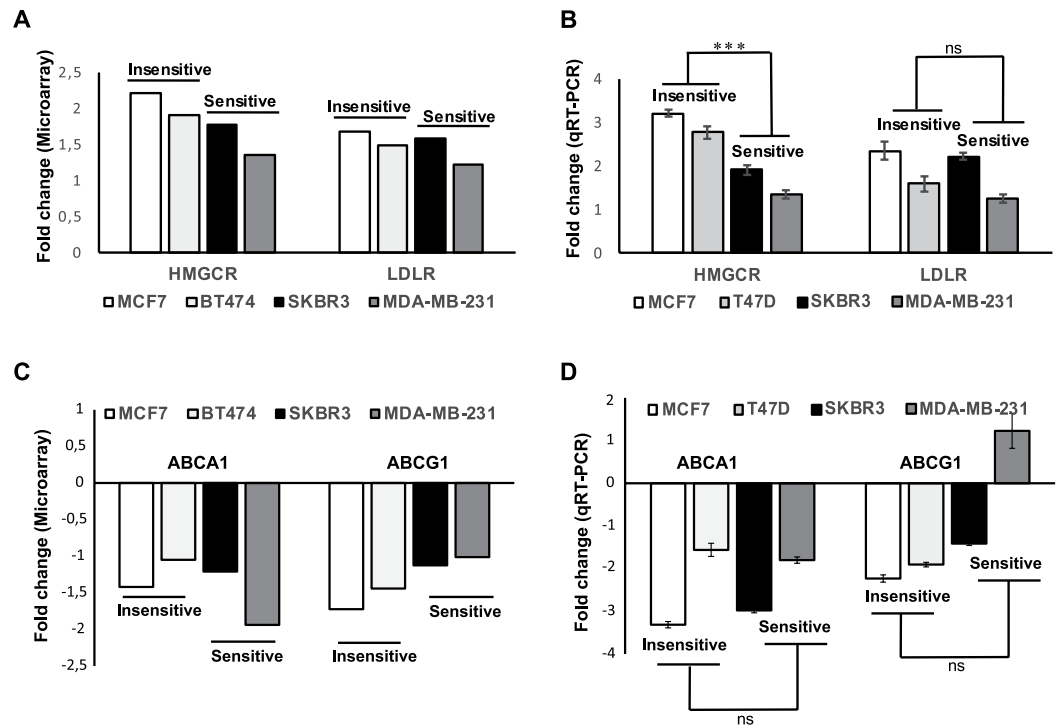 A
Fold change (Microarray)
2,5
2
1,5
1
0,5
0
Insensitive
Sensitive
Insensitive
Sensitive
HMGCR
LDLR
MCF7 BT474 SKBR3 MDA-MB-231
B
Fold change (qRT-PCR)
4
3
2
1
0
***
ns
Insensitive
Sensitive
Insensitive
Sensitive
HMGCR
LDLR
MCF7 T47D SKBR3 MDA-MB-231
C
Fold change (Microarray)
1
0,5
0
-0,5
-1
-1,5
-2
-2,5
MCF7 BT474 SKBR3 MDA-MB-231
ABCA1
ABCG1
Insensitive
Sensitive
Insensitive
Sensitive
D
Fold change (qRT-PCR)
2
1
0
-1
-2
-3
-4
MCF7 T47D SKBR3 MDA-MB-231
ABCA1
ABCG1
Insensitive
Sensitive
ns
Insensitive
Sensitive
ns